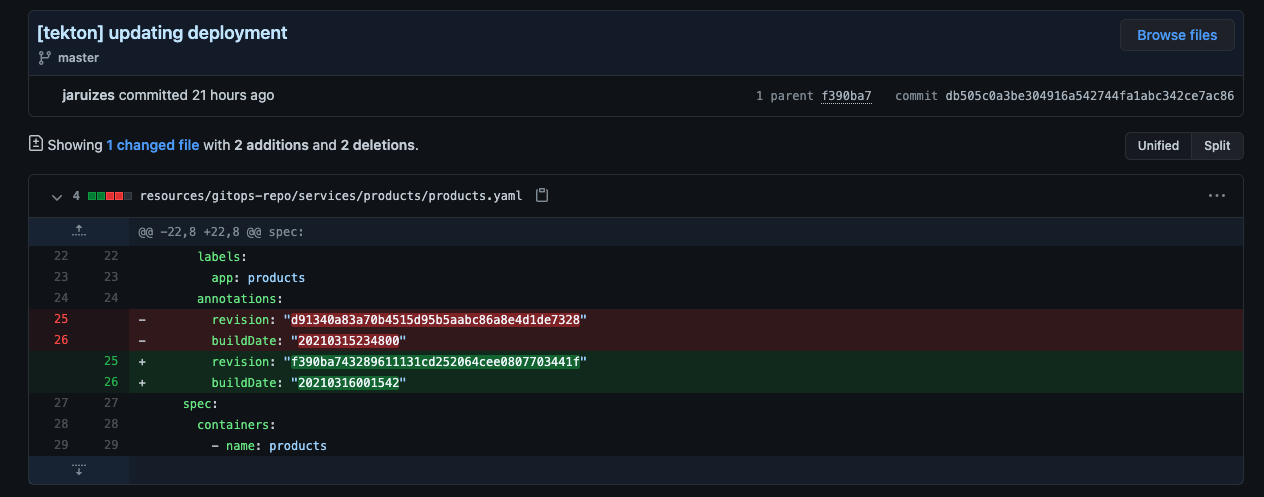 [tekton] updating deployment
Browse files
master
jaruizes committed 21 hours ago
1 parent f390ba7 commit db505c0a3be304916a542744fa1abc342ce7ac86
Showing 1 changed file with 2 additions and 2 deletions.
Unified Split
4 resources/gitops-repo/services/products/products.yaml
@@ -22,8 +22,8 @@ spec:
22 22 labels:
23 23 app: products
24 24 annotations:
25 - revision: "d91340a83a70b4515d95b5aabc86a8e4d1de7328"
26 - buildDate: "20210315234800"
25 + revision: "f390ba743289611131cd252064cee0807703441f"
26 + buildDate: "20210316001542"
27 27 spec:
28 28 containers:
29 29 - name: products